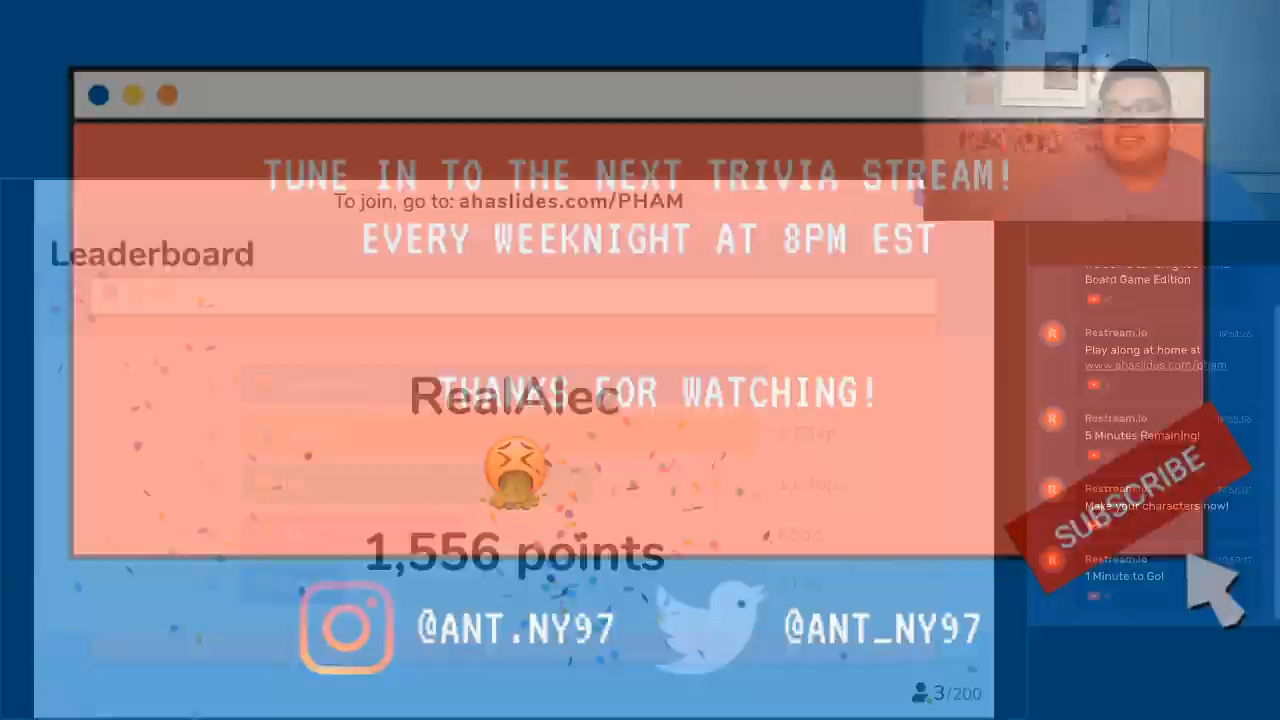 TUNE IN TO THE NEXT TRIVIA STREAM!
To join, go to: ahaslides.com/PHAM
EVERY WEEKNIGHT AT 8PM EST
Leaderboard
THANKS FOR WATCHING!
RealAlec
1,556 points
@ANT.NY97
@ANT_NY97
3/200
Board Game Edition
Restream.io
Play along at home at
www.ahaslides.com/pham
Restream.io
5 Minutes Remaining!
Restream.io
Make your characters now!
Restream.io
1 Minute to Go!
SUBSCRIBE